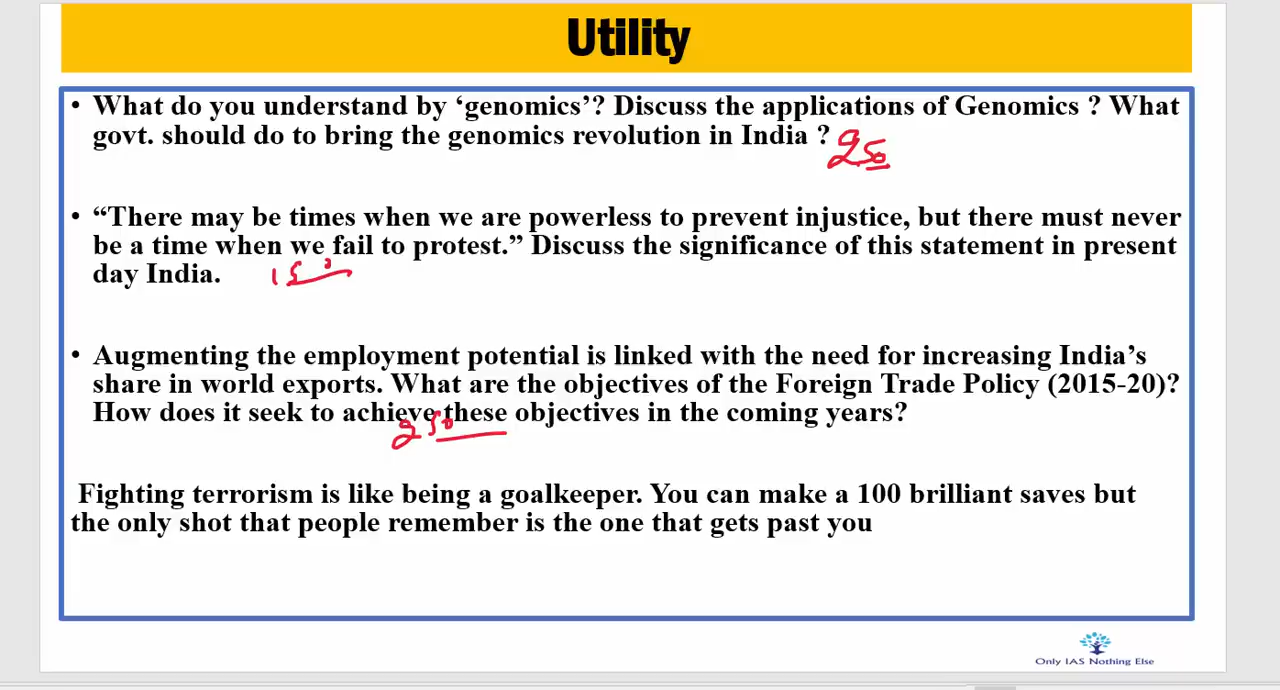 Utility
• What do you understand by ‘genomics’? Discuss the applications of Genomics ? What
govt. should do to bring the genomics revolution in India ?
250
• “There may be times when we are powerless to prevent injustice, but there must never
be a time when we fail to protest.” Discuss the significance of this statement in present
day India.
150
• Augmenting the employment potential is linked with the need for increasing India’s
share in world exports. What are the objectives of the Foreign Trade Policy (2015-20)?
How does it seek to achieve these objectives in the coming years?
250
Fighting terrorism is like being a goalkeeper. You can make a 100 brilliant saves but
the only shot that people remember is the one that gets past you
Only IAS Nothing Else